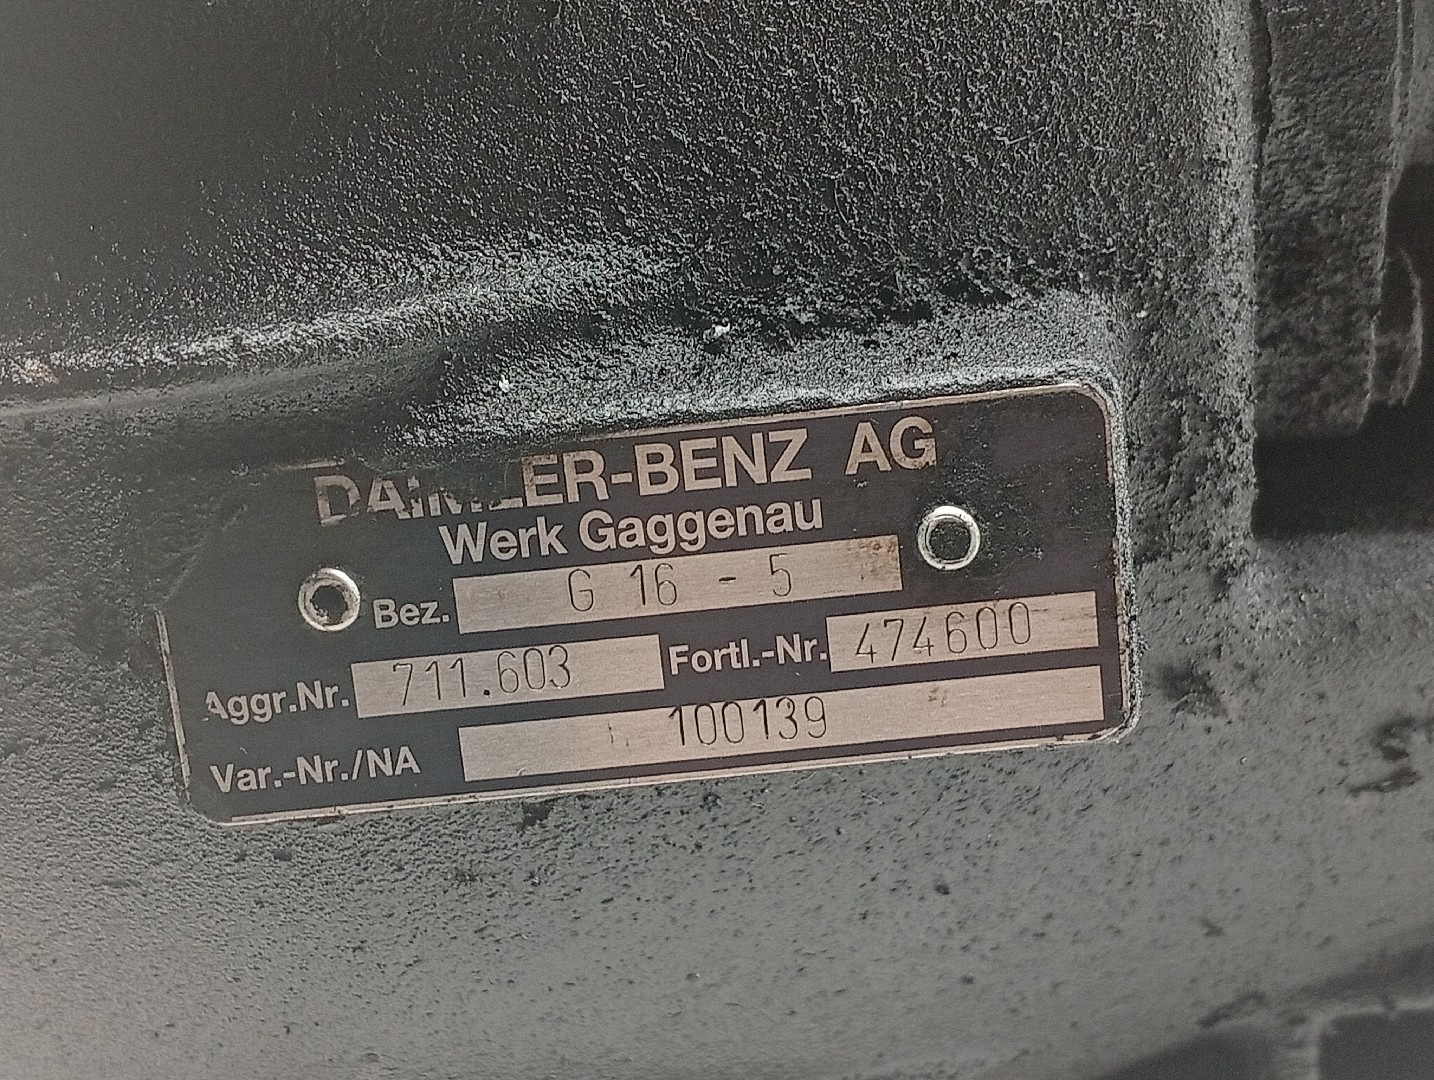 DAIMLER-BENZ AG
Werk Gaggenau
Bez. G 16 - 5
Aggr.Nr. 711.603 Fortl.-Nr. 474600
Var.-Nr./NA 100139